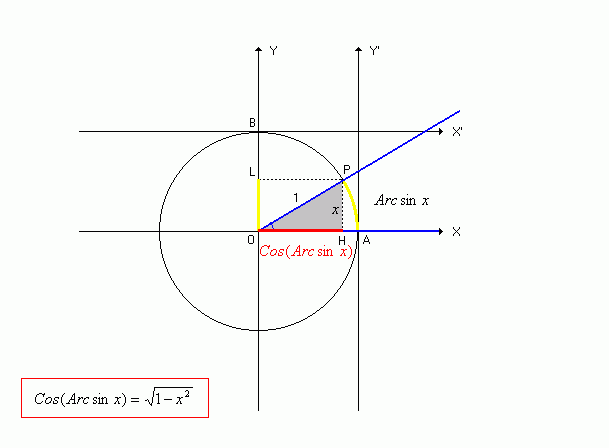 Y Y'
B X'
L P
1 x Arc sin x
O H A X
Cos(Arc sin x)
Cos(Arc sin x) = √1 − x²